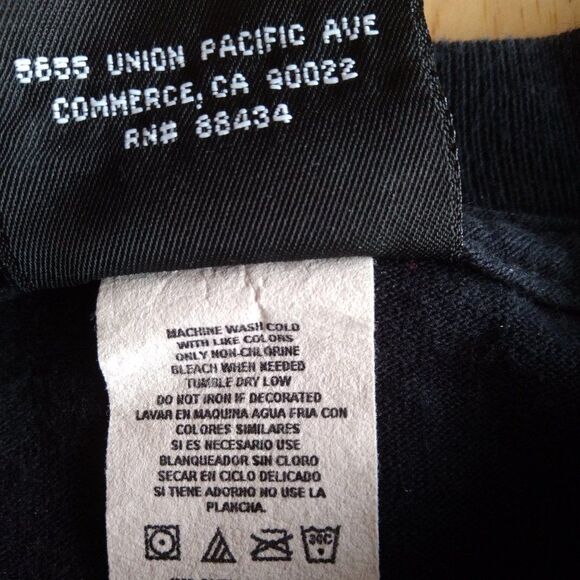 5655 UNION PACIFIC AVE
COMMERCE, CA 90022
RN# 88434
MACHINE WASH COLD
WITH LIKE COLORS
ONLY NON-CHLORINE
BLEACH WHEN NEEDED
TUMBLE DRY LOW
DO NOT IRON IF DECORATED
LAVAR EN MAQUINA AGUA FRIA CON
COLORES SIMILARES
SI ES NECESARIO USE
BLANQUEADOR SIN CLORO
SECAR EN CICLO DELICADO
SI TIENE ADORNO NO USE LA
PLANCHA.
30C